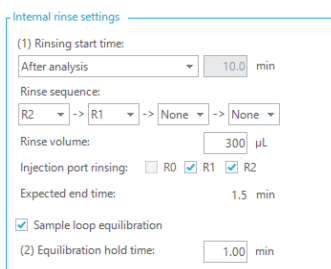 Internal rinse settings
(1) Rinsing start time:
After analysis 10.0 min
Rinse sequence:
R2 -> R1 -> None -> None
Rinse volume: 300 µL
Injection port rinsing: R0 R1 R2
Expected end time: 1.5 min
Sample loop equilibration
(2) Equilibration hold time: 1.00 min